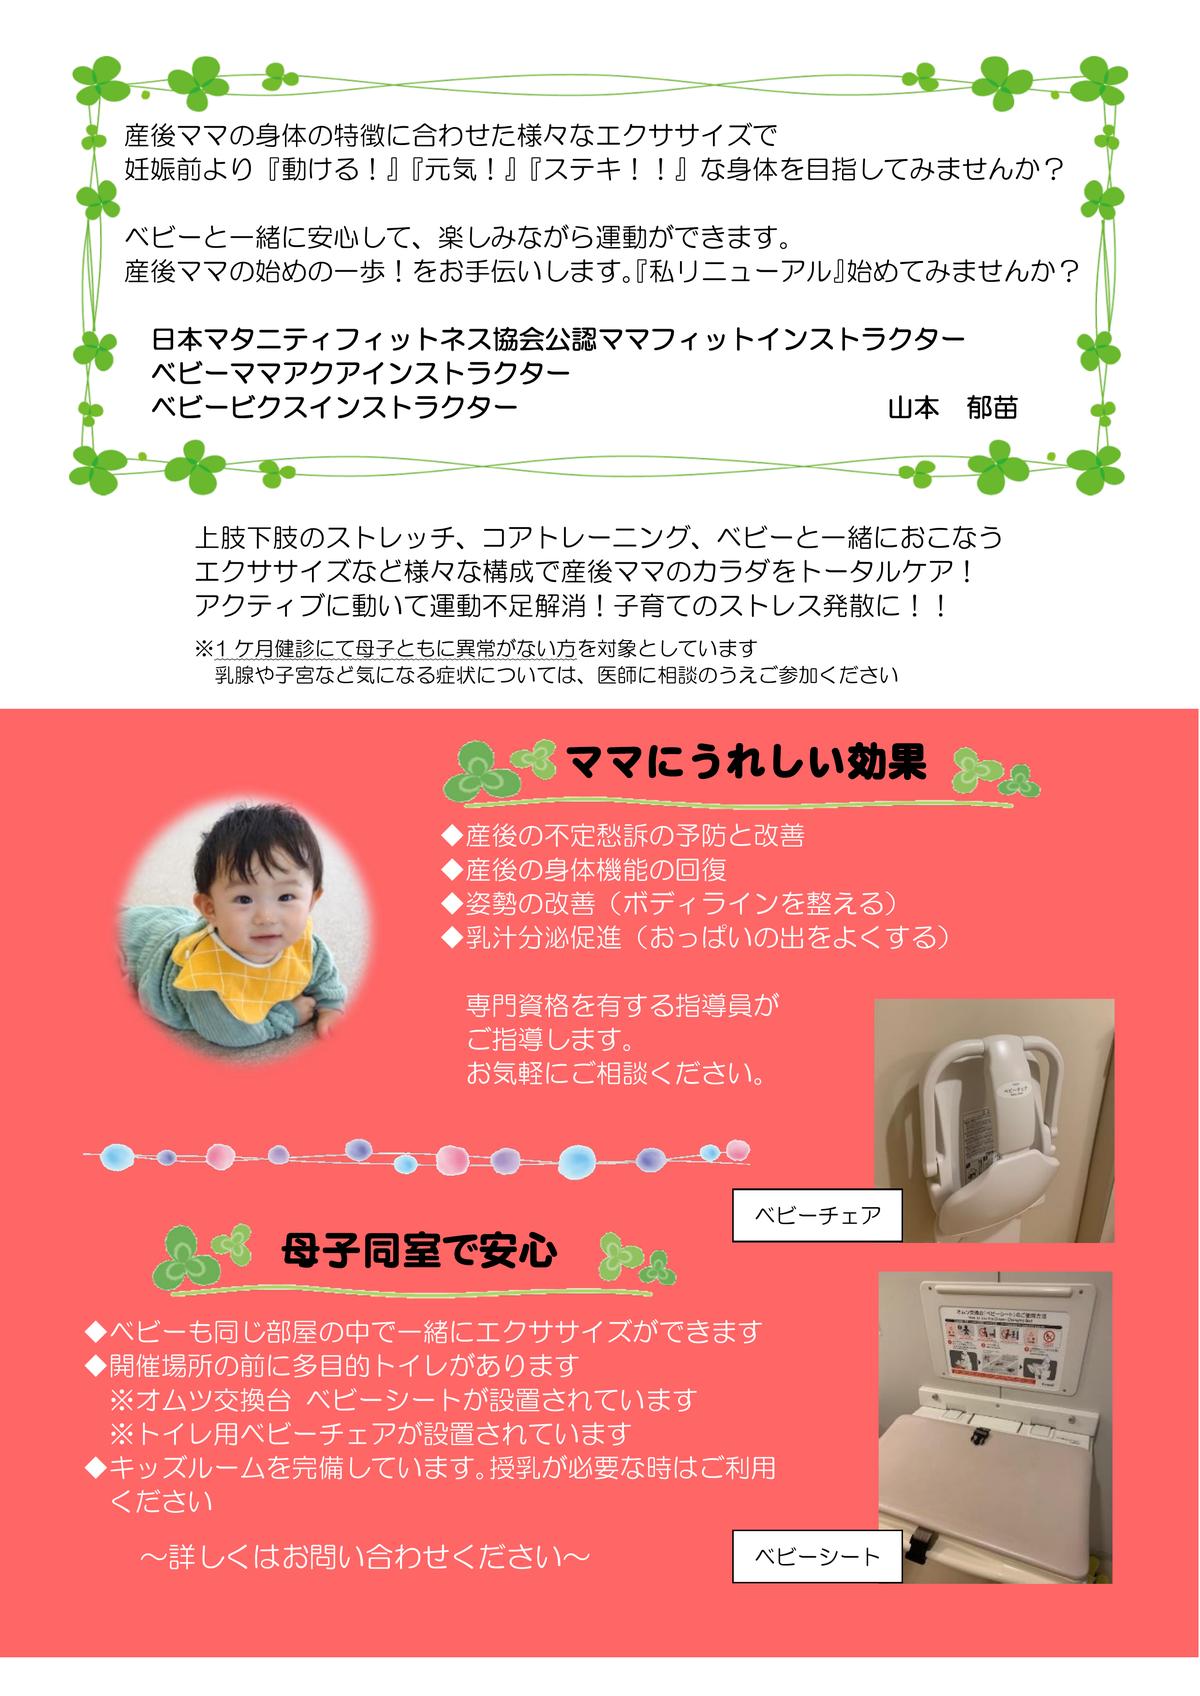 産後ママの身体の特徴に合わせた様々なエクササイズで
妊娠前より『動ける！』『元気！』『ステキ！！』な身体を目指してみませんか？
ベビーと一緒に安心して、楽しみながら運動ができます。
産後ママの始めの一歩！をお手伝いします。『私リニューアル』始めてみませんか？
日本マタニティフィットネス協会公認ママフィットインストラクター
ベビーママアクアインストラクター
ベビービクスインストラクター　山本　郁苗
上肢下肢のストレッチ、コアトレーニング、ベビーと一緒におこなう
エクササイズなど様々な構成で産後ママのカラダをトータルケア！
アクティブに動いて運動不足解消！子育てのストレス発散に！！
※1ケ月健診にて母子ともに異常がない方を対象としています
乳腺や子宮など気になる症状については、医師に相談のうえご参加ください
ママにうれしい効果
◆産後の不定愁訴の予防と改善
◆産後の身体機能の回復
◆姿勢の改善（ボディラインを整える）
◆乳汁分泌促進（おっぱいの出をよくする）
専門資格を有する指導員が
ご指導します。
お気軽にご相談ください。
ベビーチェア
ベビーチェア
母子同室で安心
◆ベビーも同じ部屋の中で一緒にエクササイズができます
◆開催場所の前に多目的トイレがあります
※オムツ交換台 ベビーシートが設置されています
※トイレ用ベビーチェアが設置されています
◆キッズルームを完備しています。授乳が必要な時はご利用
ください
～詳しくはお問い合わせください～
オムツ交換台(ベビーシート)のご使用方法
ベビーシート